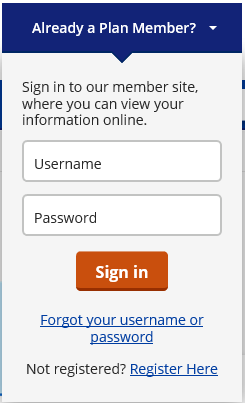 Already a Plan Member?
Sign in to our member site,
where you can view your
information online.
Username
Password
Sign in
Forgot your username or
password
Not registered? Register Here